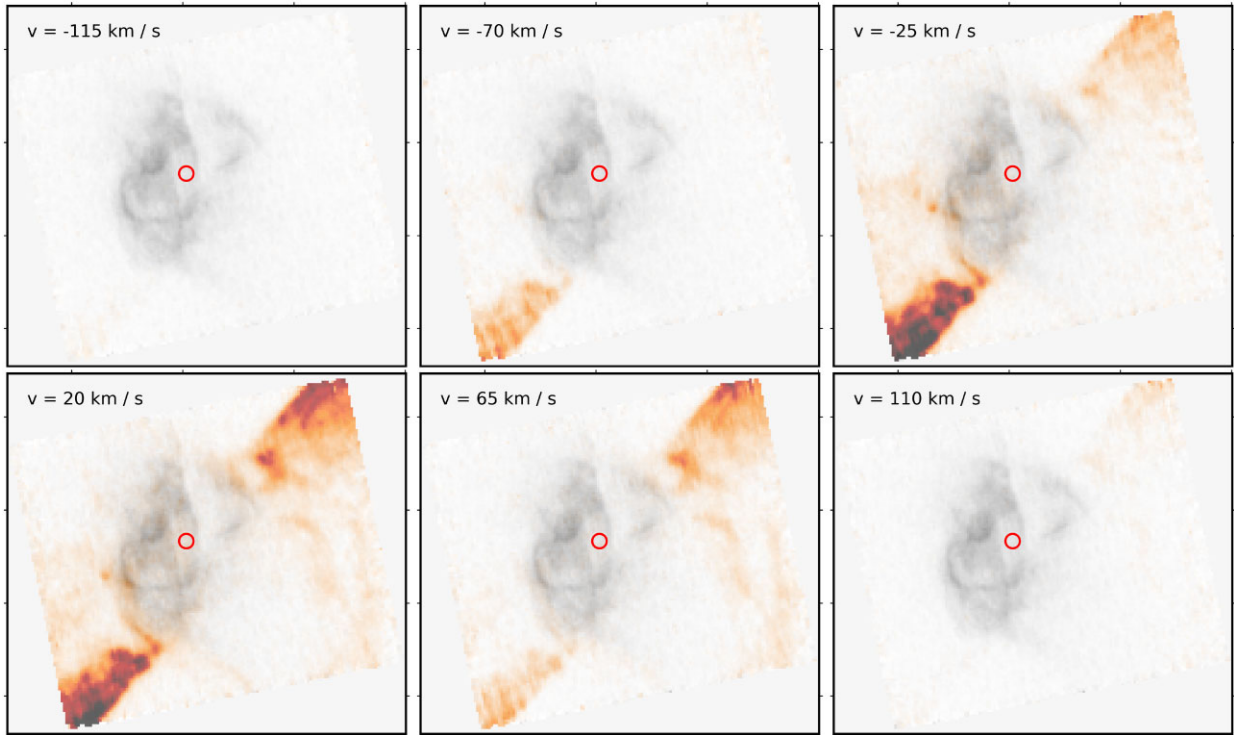 v = -115 km / s
v = -70 km / s
v = -25 km / s
v = 20 km / s
v = 65 km / s
v = 110 km / s